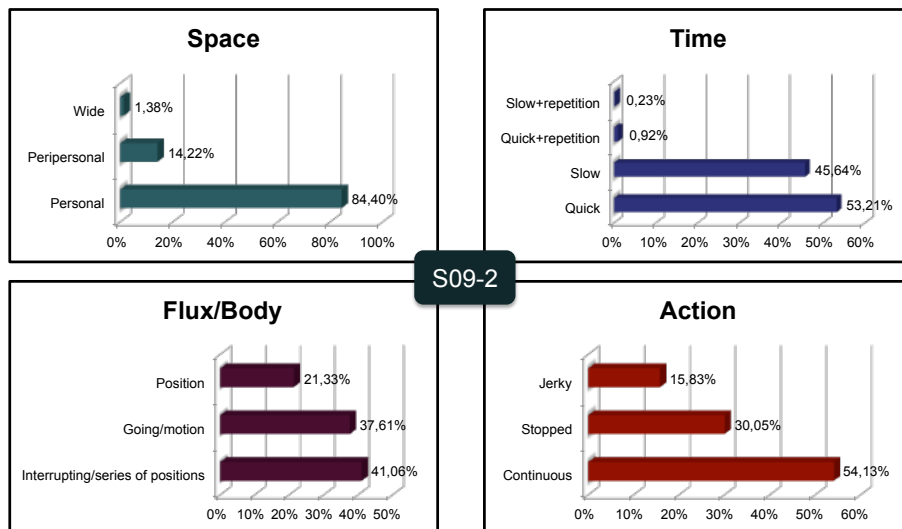 Space
Wide
1,38%
Peripersonal
14,22%
Personal
84,40%
0% 20% 40% 60% 80% 100%
Time
Slow+repetition
0,23%
Quick+repetition
0,92%
Slow
45,64%
Quick
53,21%
0% 10% 20% 30% 40% 50% 60%
S09-2
Flux/Body
Position
21,33%
Going/motion
37,61%
Interrupting/series of positions
41,06%
0% 10% 20% 30% 40% 50%
Action
Jerky
15,83%
Stopped
30,05%
Continuous
54,13%
0% 10% 20% 30% 40% 50% 60%